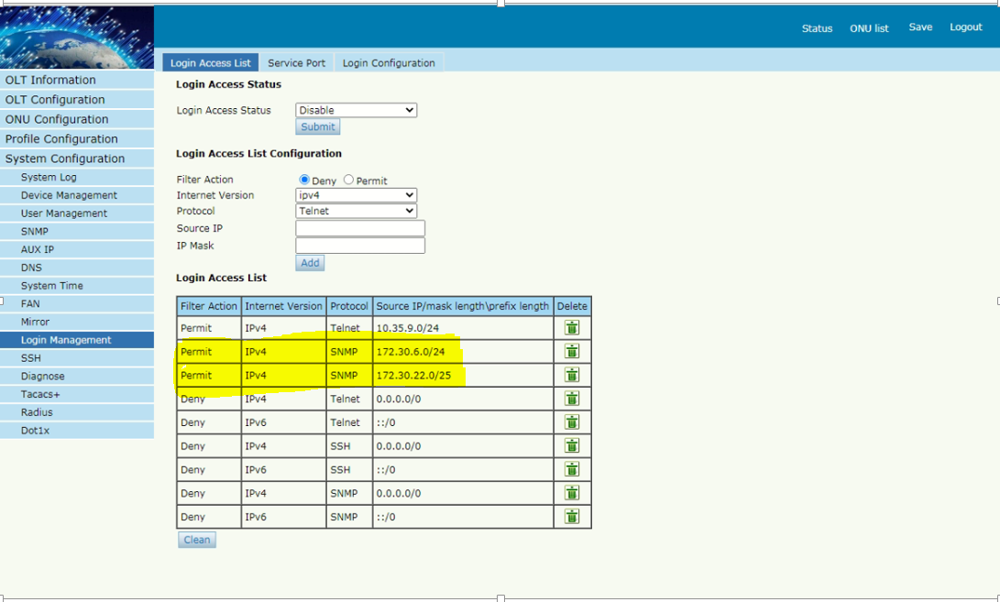 Status ONU list Save Logout
Login Access List Service Port Login Configuration
OLT Information
OLT Configuration
ONU Configuration
Profile Configuration
System Configuration
System Log
Device Management
User Management
SNMP
AUX IP
DNS
System Time
FAN
Mirror
Login Management
SSH
Diagnose
Tacacs+
Radius
Dot1x
Login Access Status
Login Access Status Disable
Submit
Login Access List Configuration
Filter Action Deny Permit
Internet Version ipv4
Protocol Telnet
Source IP
IP Mask
Add
Login Access List
Filter Action Internet Version Protocol Source IP/mask length\prefix length Delete
Permit IPv4 Telnet 10.35.9.0/24
Permit IPv4 SNMP 172.30.6.0/24
Permit IPv4 SNMP 172.30.22.0/25
Deny IPv4 Telnet 0.0.0.0/0
Deny IPv6 Telnet ::/0
Deny IPv4 SSH 0.0.0.0/0
Deny IPv6 SSH ::/0
Deny IPv4 SNMP 0.0.0.0/0
Deny IPv6 SNMP ::/0
Clean